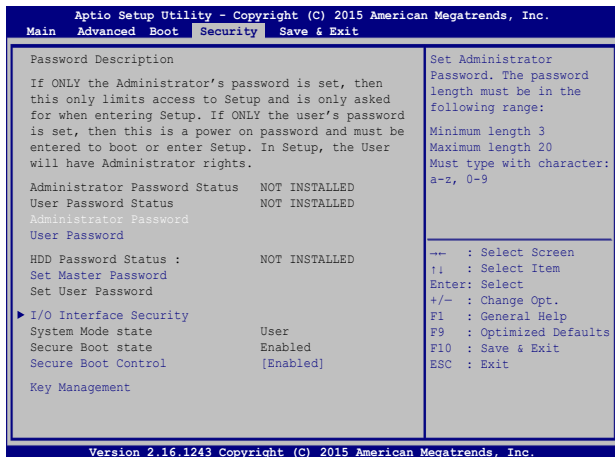 Aptio Setup Utility - Copyright (C) 2015 American Megatrends, Inc.
Main Advanced Boot Security Save & Exit
Password Description
If ONLY the Administrator's password is set, then
this only limits access to Setup and is only asked
for when entering Setup. If ONLY the user's password
is set, then this is a power on password and must be
entered to boot or enter Setup. In Setup, the User
will have Administrator rights.
Administrator Password Status NOT INSTALLED
User Password Status NOT INSTALLED
Administrator Password
User Password
HDD Password Status : NOT INSTALLED
Set Master Password
Set User Password
I/O Interface Security
System Mode state User
Secure Boot state Enabled
Secure Boot Control [Enabled]
Key Management
Set Administrator
Password. The password
length must be in the
following range:
Minimum length 3
Maximum length 20
Must type with character:
a-z, 0-9
→← : Select Screen
↑↓ : Select Item
Enter: Select
+/— : Change Opt.
F1 : General Help
F9 : Optimized Defaults
F10 : Save & Exit
ESC : Exit
Version 2.16.1243 Copyright (C) 2015 American Megatrends, Inc.